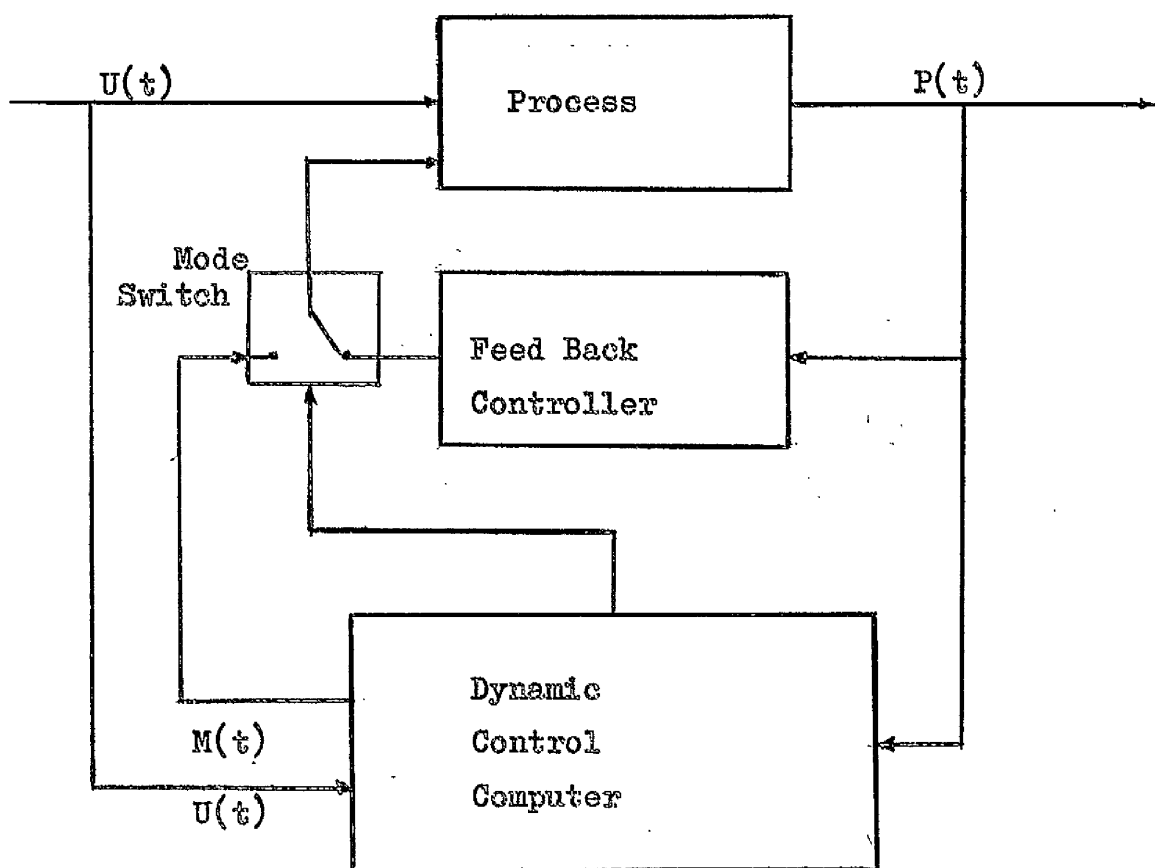 U(t)
P(t)
Process
Mode
Switch
Feed Back
Controller
Dynamic
Control
Computer
M(t)
U(t)